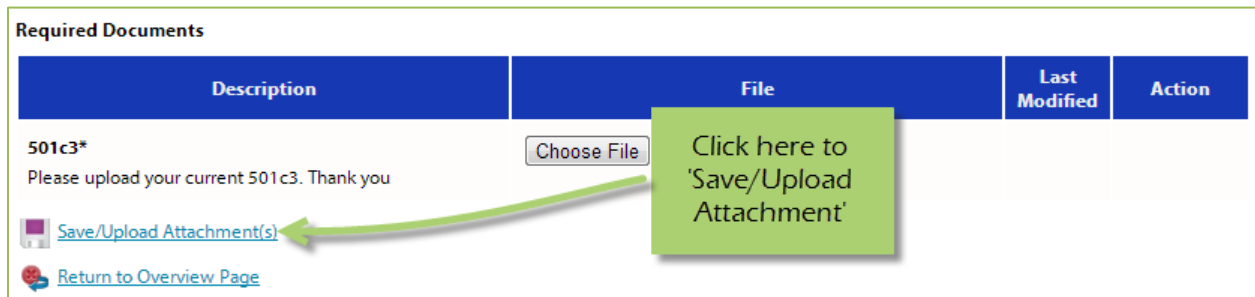 Required Documents
Description File Last Modified Action
501c3*
Choose File
Please upload your current 501c3. Thank you
Click here to
'Save/Upload
Attachment'
Save/Upload Attachment(s)
Return to Overview Page